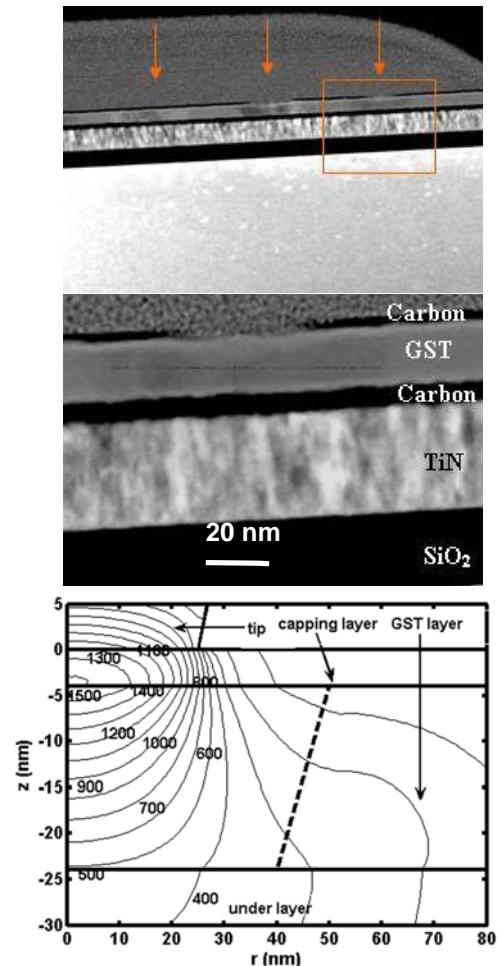 Carbon
GST
Carbon
TiN
20 nm
SiO₂
5
0
-5
-10
-15
-20
-25
-30
z (nm)
tip
capping layer
GST layer
1100
1300
800
1500
1400
1200
1000
600
900
700
500
400
under layer
0 10 20 30 40 50 60 70 80
r (nm)